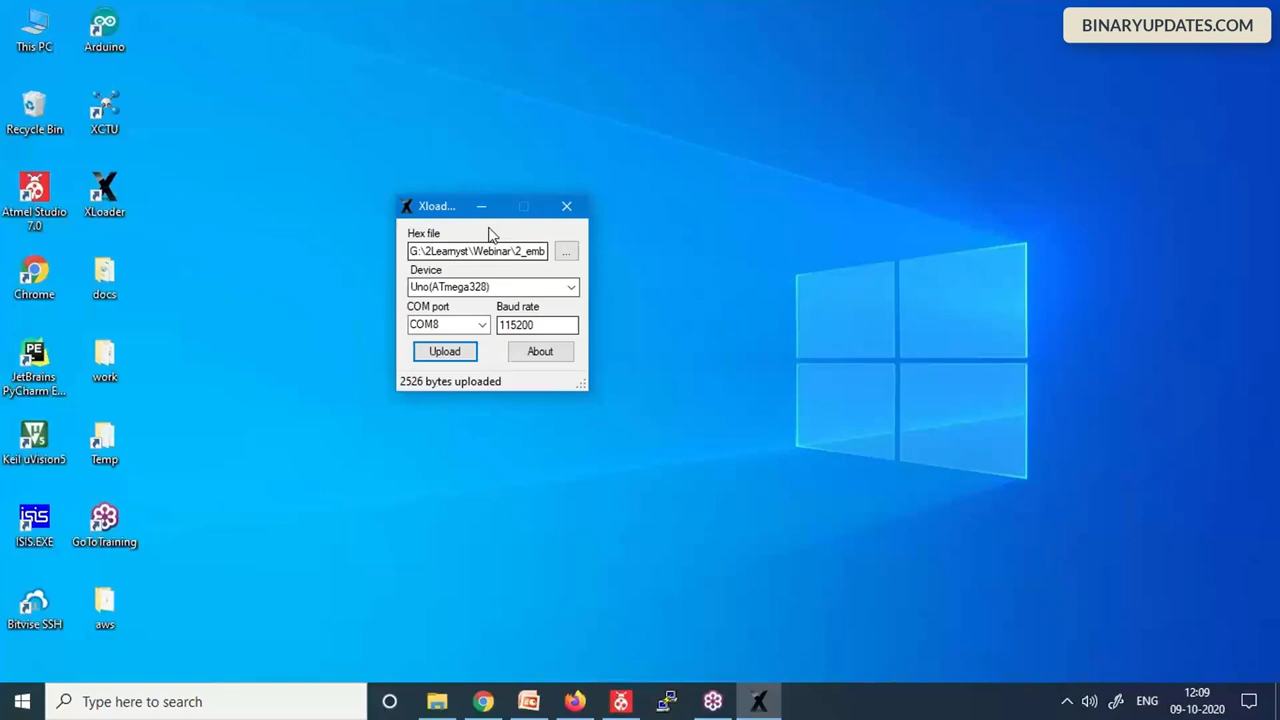 BINARYUPDATES.COM
This PC
Arduino
Recycle Bin
XCTU
Atmel Studio
7.0
XLoader
Chrome
docs
JetBrains
PyCharm E...
work
Keil uVision5
Temp
ISIS.EXE
GoToTraining
Bitvise SSH
aws
Xload...
Hex file
G:\2Learnyst\Webinar\2_emb
...
Device
Uno(ATmega328)
COM port
Baud rate
COM8
115200
Upload
About
2526 bytes uploaded
Type here to search
ENG
12:09
09-10-2020